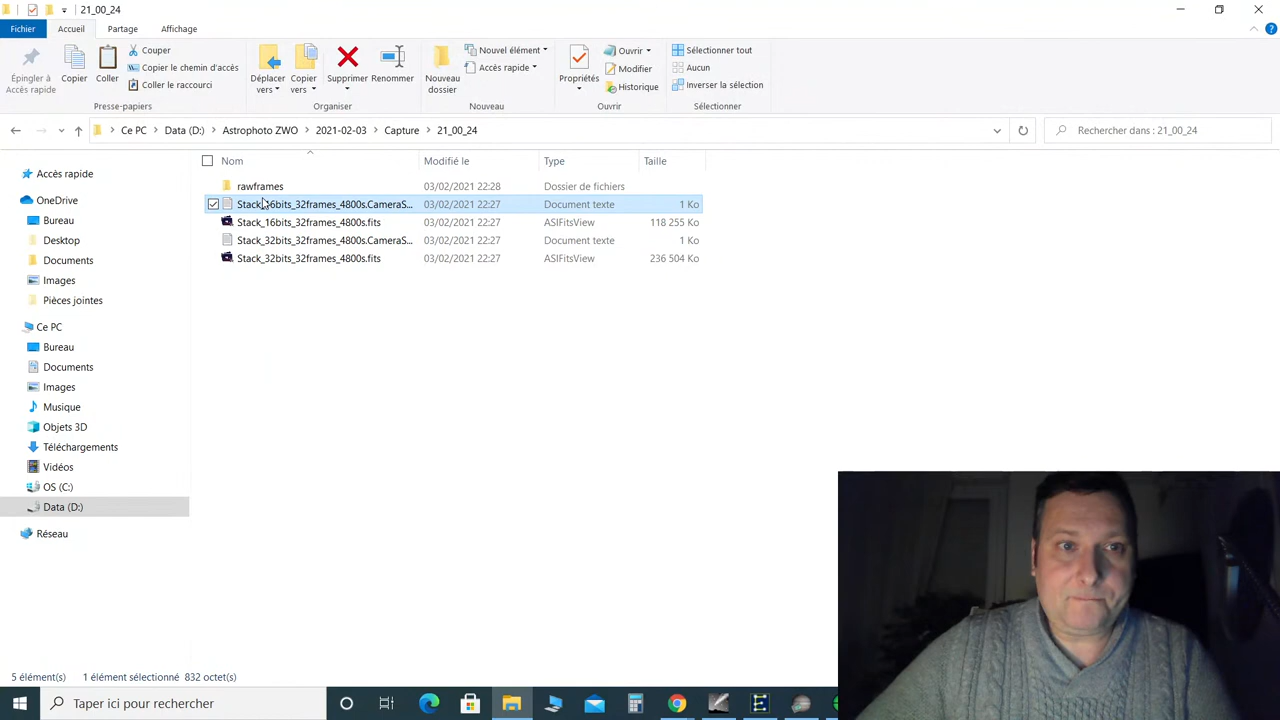 21_00_24
Fichier Accueil Partage Affichage
Épingler à Accès rapide
Copier
Coller
Couper
Copier le chemin d'accès
Coller le raccourci
Presse-papiers
Déplacer vers
Copier vers
Supprimer
Renommer
Organiser
Nouveau dossier
Nouvel élément
Accès rapide
Nouveau
Propriétés
Ouvrir
Modifier
Historique
Ouvrir
Sélectionner tout
Aucun
Inverser la sélection
Sélectionner
Ce PC > Data (D:) > Astrophoto ZWO > 2021-02-03 > Capture > 21_00_24
Rechercher dans : 21_00_24
Accès rapide
OneDrive
Bureau
Desktop
Documents
Images
Pièces jointes
Ce PC
Bureau
Documents
Images
Musique
Objets 3D
Téléchargements
Vidéos
OS (C:)
Data (D:)
Réseau
Nom Modifié le Type Taille
rawframes 03/02/2021 22:28 Dossier de fichiers
Stack_16bits_32frames_4800s.CameraS... 03/02/2021 22:27 Document texte 1 Ko
Stack_16bits_32frames_4800s.fits 03/02/2021 22:27 ASIFitsView 118 255 Ko
Stack_32bits_32frames_4800s.CameraS... 03/02/2021 22:27 Document texte 1 Ko
Stack_32bits_32frames_4800s.fits 03/02/2021 22:27 ASIFitsView 236 504 Ko
5 élément(s) 1 élément sélectionné 832 octet(s)
Taper ici pour rechercher